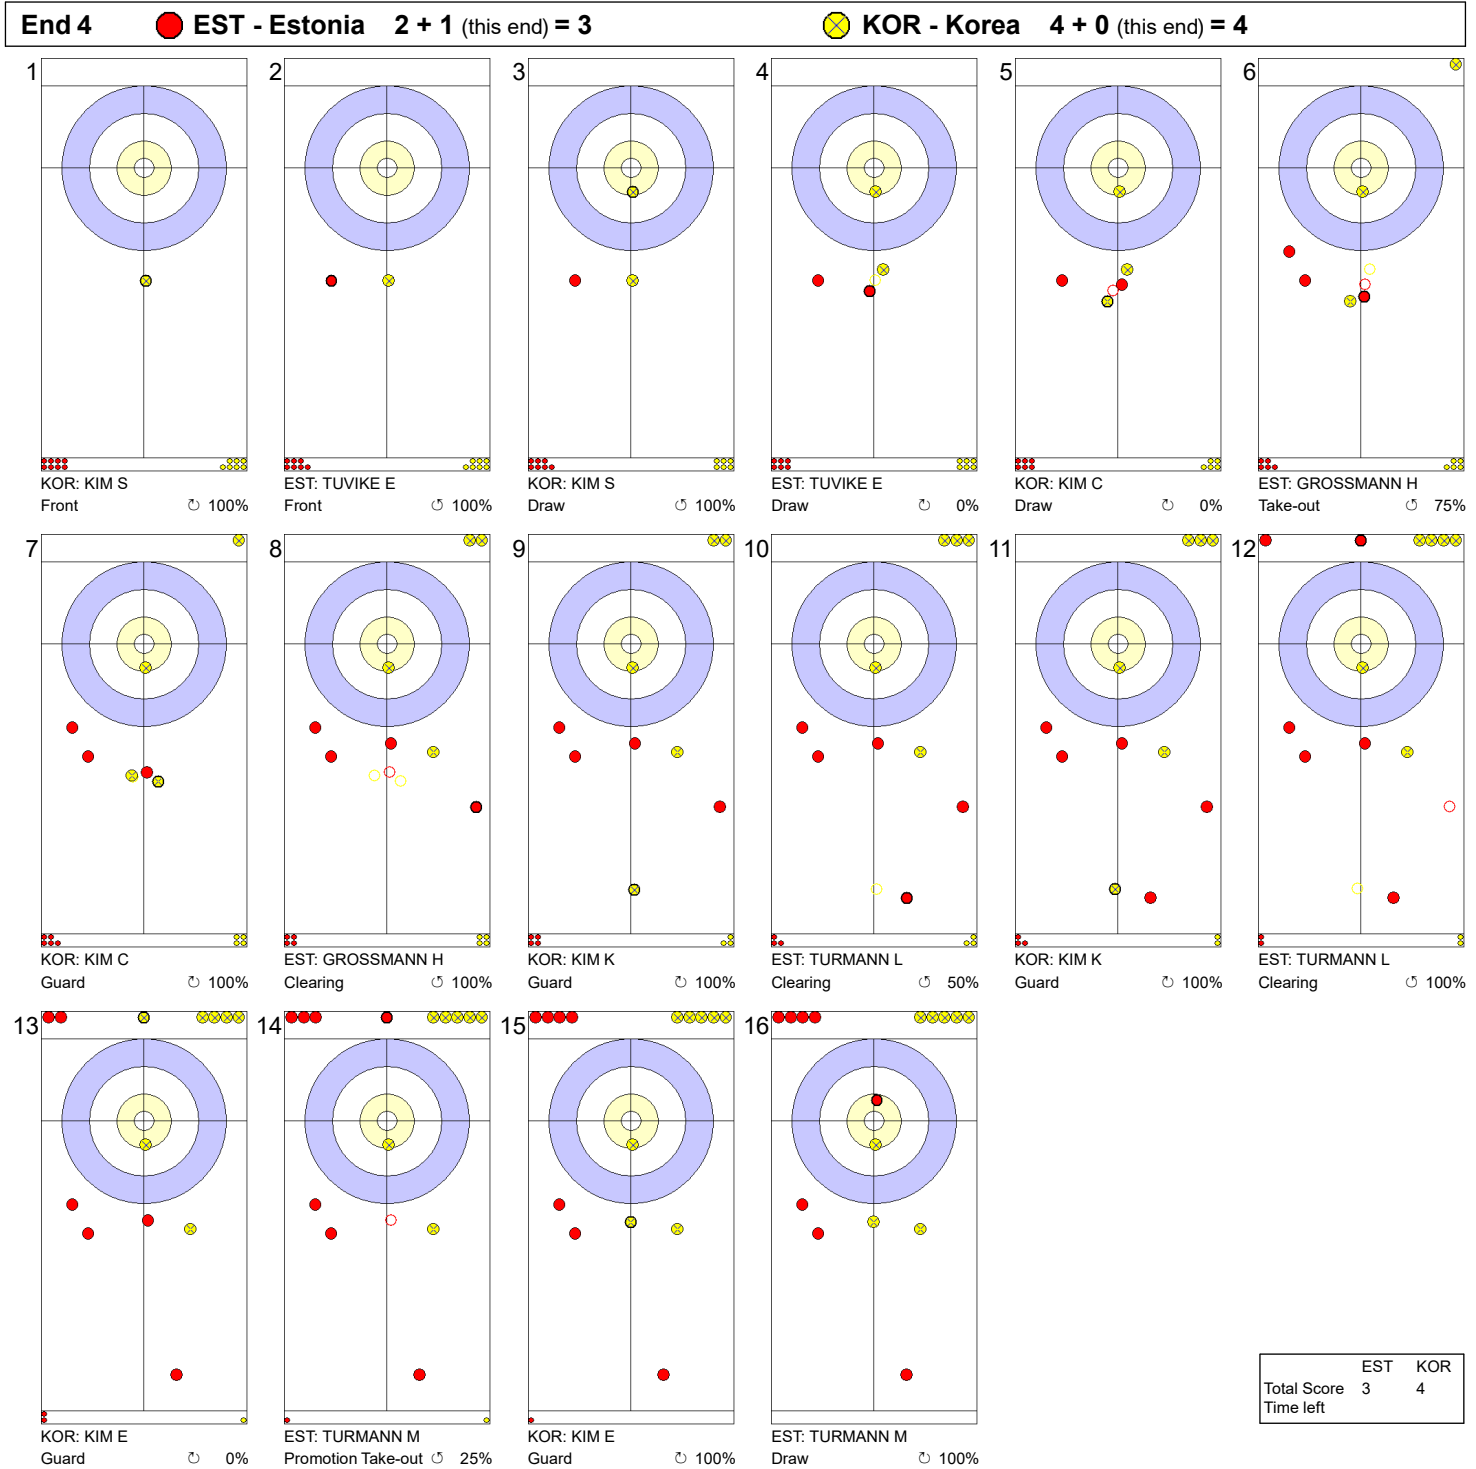 End 4 EST - Estonia 2 + 1 (this end) = 3 KOR - Korea 4 + 0 (this end) = 4
1 2 3 4 5 6
KOR: KIM S EST: TUVIKE E KOR: KIM S EST: TUVIKE E KOR: KIM C EST: GROSSMANN H
Front ↻ 100% Front ↺ 100% Draw ↺ 100% Draw ↻ 0% Draw ↻ 0% Take-out ↺ 75%
7 8 9 10 11 12
KOR: KIM C EST: GROSSMANN H KOR: KIM K EST: TURMANN L KOR: KIM K EST: TURMANN L
Guard ↻ 100% Clearing ↻ 100% Guard ↻ 100% Clearing ↺ 50% Guard ↻ 100% Clearing ↻ 100%
13 14 15 16
KOR: KIM E EST: TURMANN M KOR: KIM E EST: TURMANN M
Guard ↻ 0% Promotion Take-out ↺ 25% Guard ↻ 100% Draw ↻ 100%
EST KOR
Total Score 3 4
Time left